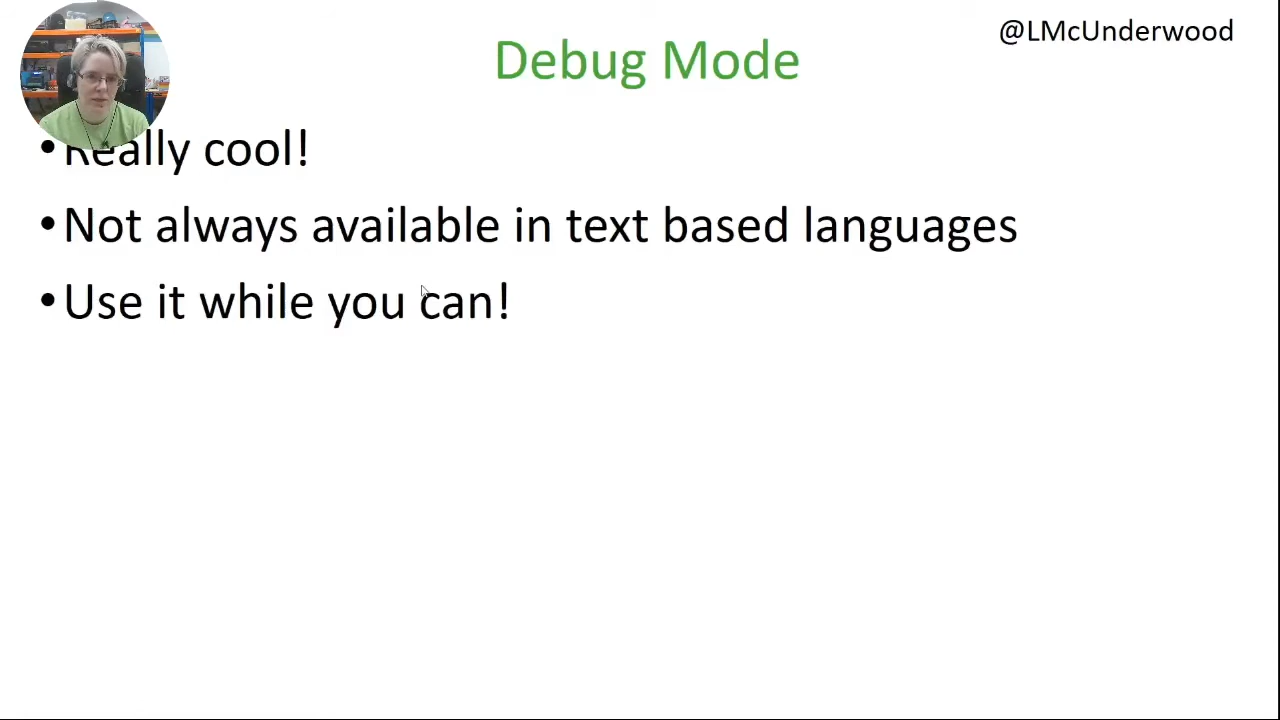 @LMcUnderwood
Debug Mode
• Really cool!
• Not always available in text based languages
• Use it while you can!